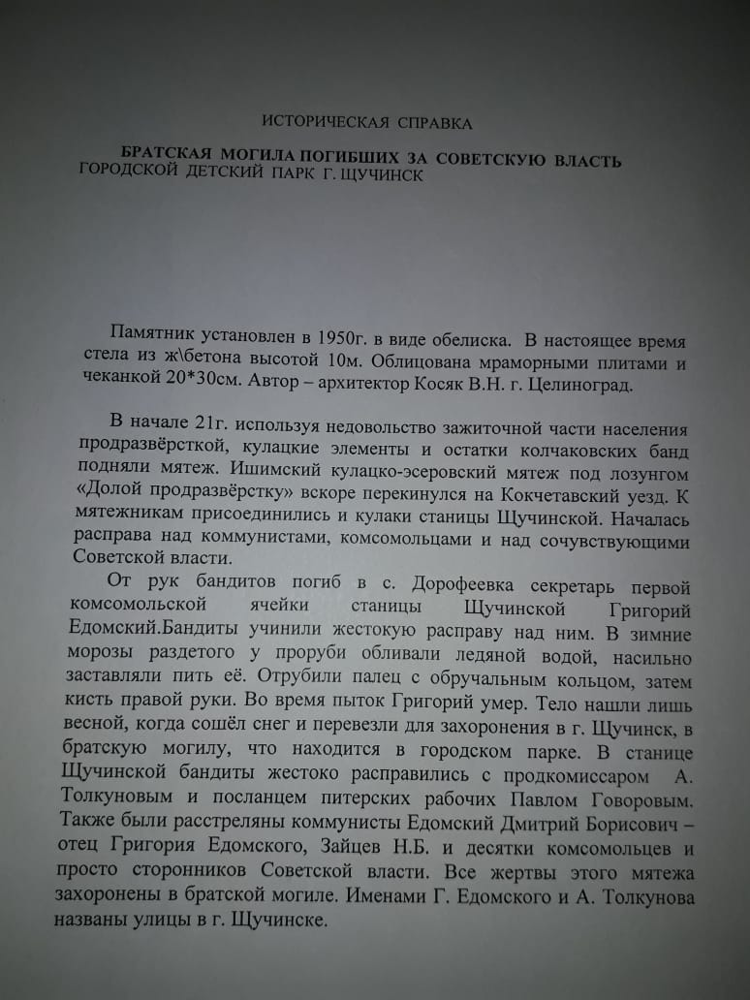 ИСТОРИЧЕСКАЯ СПРАВКА
БРАТСКАЯ МОГИЛА ПОГИБШИХ ЗА СОВЕТСКУЮ ВЛАСТЬ
ГОРОДСКОЙ ДЕТСКИЙ ПАРК Г. ЩУЧИНСК
Памятник установлен в 1950г. в виде обелиска. В настоящее время
стела из ж\бетона высотой 10м. Облицована мраморными плитами и
чеканкой 20*30см. Автор – архитектор Косяк В.Н. г. Целиноград.
В начале 21г. используя недовольство зажиточной части населения
продразвёрсткой, кулацкие элементы и остатки колчаковских банд
подняли мятеж. Ишимский кулацко-эсеровский мятеж под лозунгом
«Долой продразвёрстку» вскоре перекинулся на Кокчетавский уезд. К
мятежникам присоединились и кулаки станицы Щучинской. Началась
расправа над коммунистами, комсомольцами и над сочувствующими
Советской власти.
От рук бандитов погиб в с. Дорофеевка секретарь первой
комсомольской ячейки станицы Щучинской Григорий
Едомский.Бандиты учинили жестокую расправу над ним. В зимние
морозы раздетого у проруби обливали ледяной водой, насильно
заставляли пить её. Отрубили палец с обручальным кольцом, затем
кисть правой руки. Во время пыток Григорий умер. Тело нашли лишь
весной, когда сошёл снег и перевезли для захоронения в г. Щучинск, в
братскую могилу, что находится в городском парке. В станице
Щучинской бандиты жестоко расправились с продкомиссаром А.
Толкуновым и посланцем питерских рабочих Павлом Говоровым.
Также были расстреляны коммунисты Едомский Дмитрий Борисович –
отец Григория Едомского, Зайцев Н.Б. и десятки комсомольцев и
просто сторонников Советской власти. Все жертвы этого мятежа
захоронены в братской могиле. Именами Г. Едомского и А. Толкунова
названы улицы в г. Щучинске.